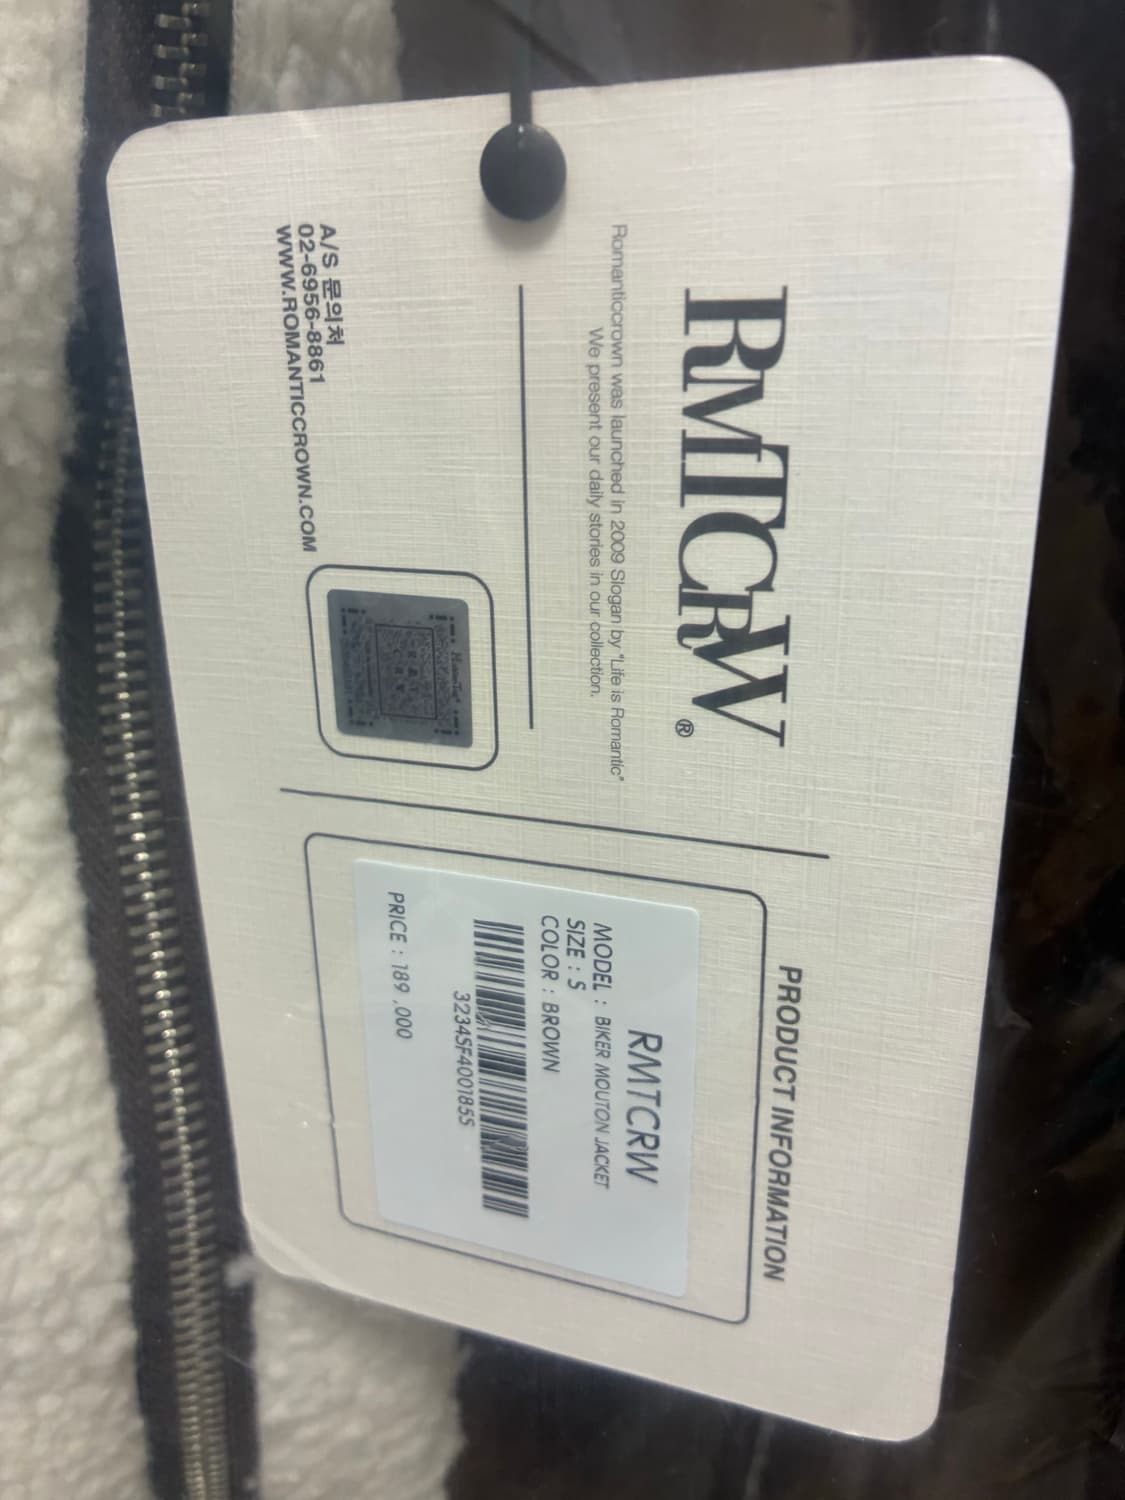 RMTCRW®
Romanticcrown was launched in 2009 Slogan by "Life is Romantic"
We present our daily stories in our collection.
A/S 문의처
02-6956-8861
WWW.ROMANTICCROWN.COM
PRODUCT INFORMATION
RMTCRW
MODEL : BIKER MOUTON JACKET
SIZE : S
COLOR : BROWN
3234SF400185S
PRICE : 189 .000